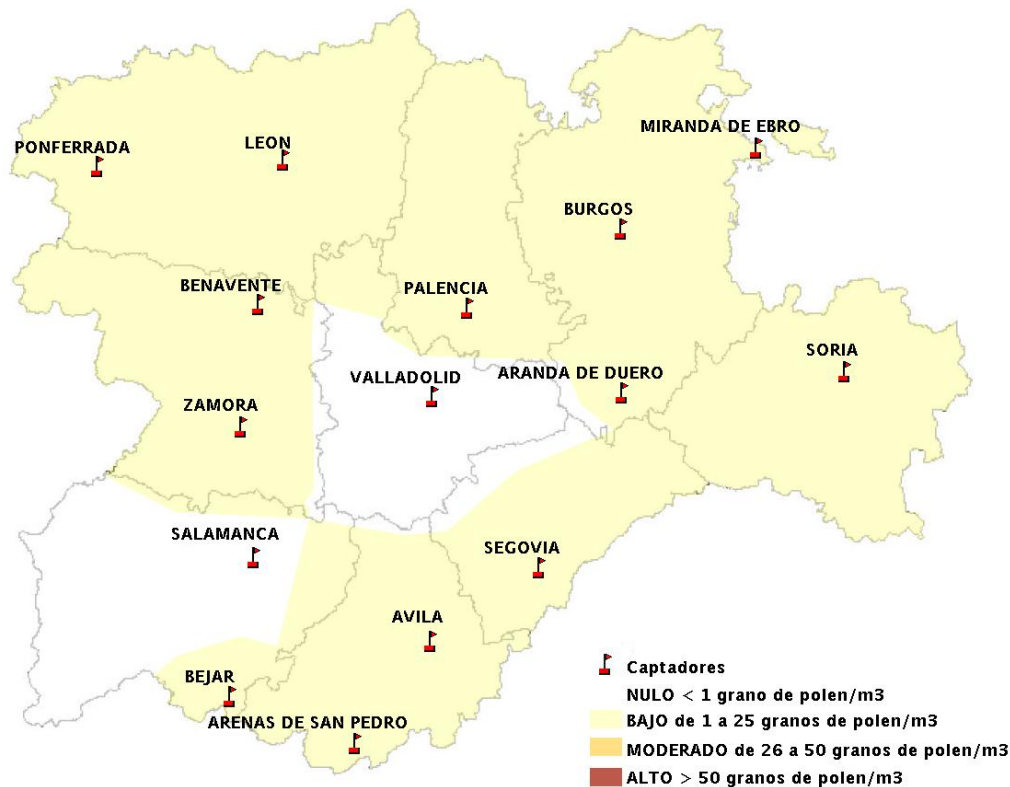 MIRANDA DE EBRO
PONFERRADA
LEON
BURGOS
BENAVENTE
PALENCIA
SORIA
VALLADOLID
ARANDA DE DUERO
ZAMORA
SALAMANCA
SEGOVIA
AVILA
BEJAR
ARENAS DE SAN PEDRO
Captadores
NULO < 1 grano de polen/m3
BAJO de 1 a 25 granos de polen/m3
MODERADO de 26 a 50 granos de polen/m3
ALTO > 50 granos de polen/m3